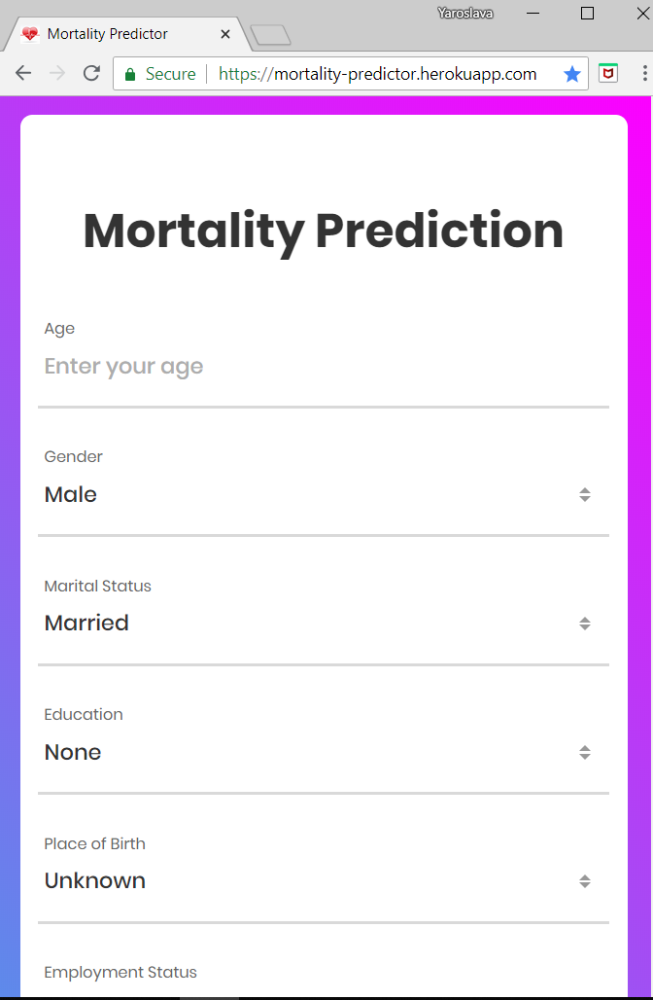 Yaroslava
Mortality Predictor
Secure https://mortality-predictor.herokuapp.com
Mortality Prediction
Age
Enter your age
Gender
Male
Marital Status
Married
Education
None
Place of Birth
Unknown
Employment Status